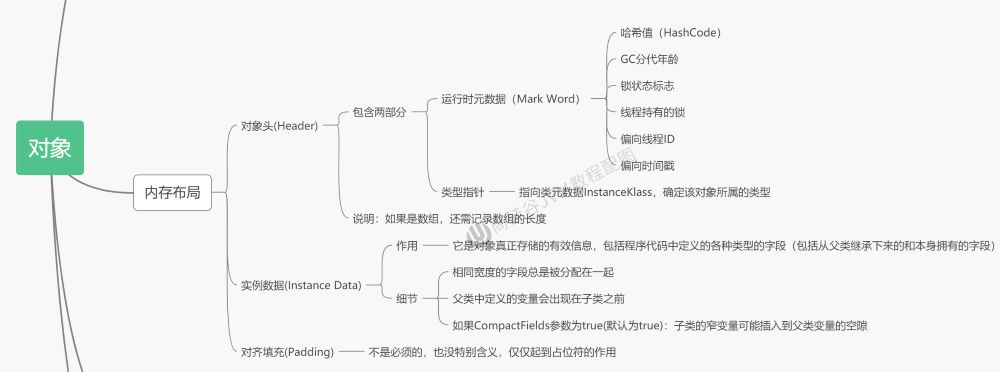 对象
内存布局
对象头(Header)
包含两部分
运行时元数据（Mark Word）
哈希值（HashCode）
GC分代年龄
锁状态标志
线程持有的锁
偏向线程ID
偏向时间戳
类型指针
指向类元数据InstanceKlass，确定该对象所属的类型
说明：如果是数组，还需记录数组的长度
实例数据(Instance Data)
作用
它是对象真正存储的有效信息，包括程序代码中定义的各种类型的字段（包括从父类继承下来的和本身拥有的字段）
细节
相同宽度的字段总是被分配在一起
父类中定义的变量会出现在子类之前
如果CompactFields参数为true(默认为true)：子类的窄变量可能插入到父类变量的空隙
对齐填充(Padding)
不是必须的，也没特别含义，仅仅起到占位符的作用
尚硅谷JVM教程配图